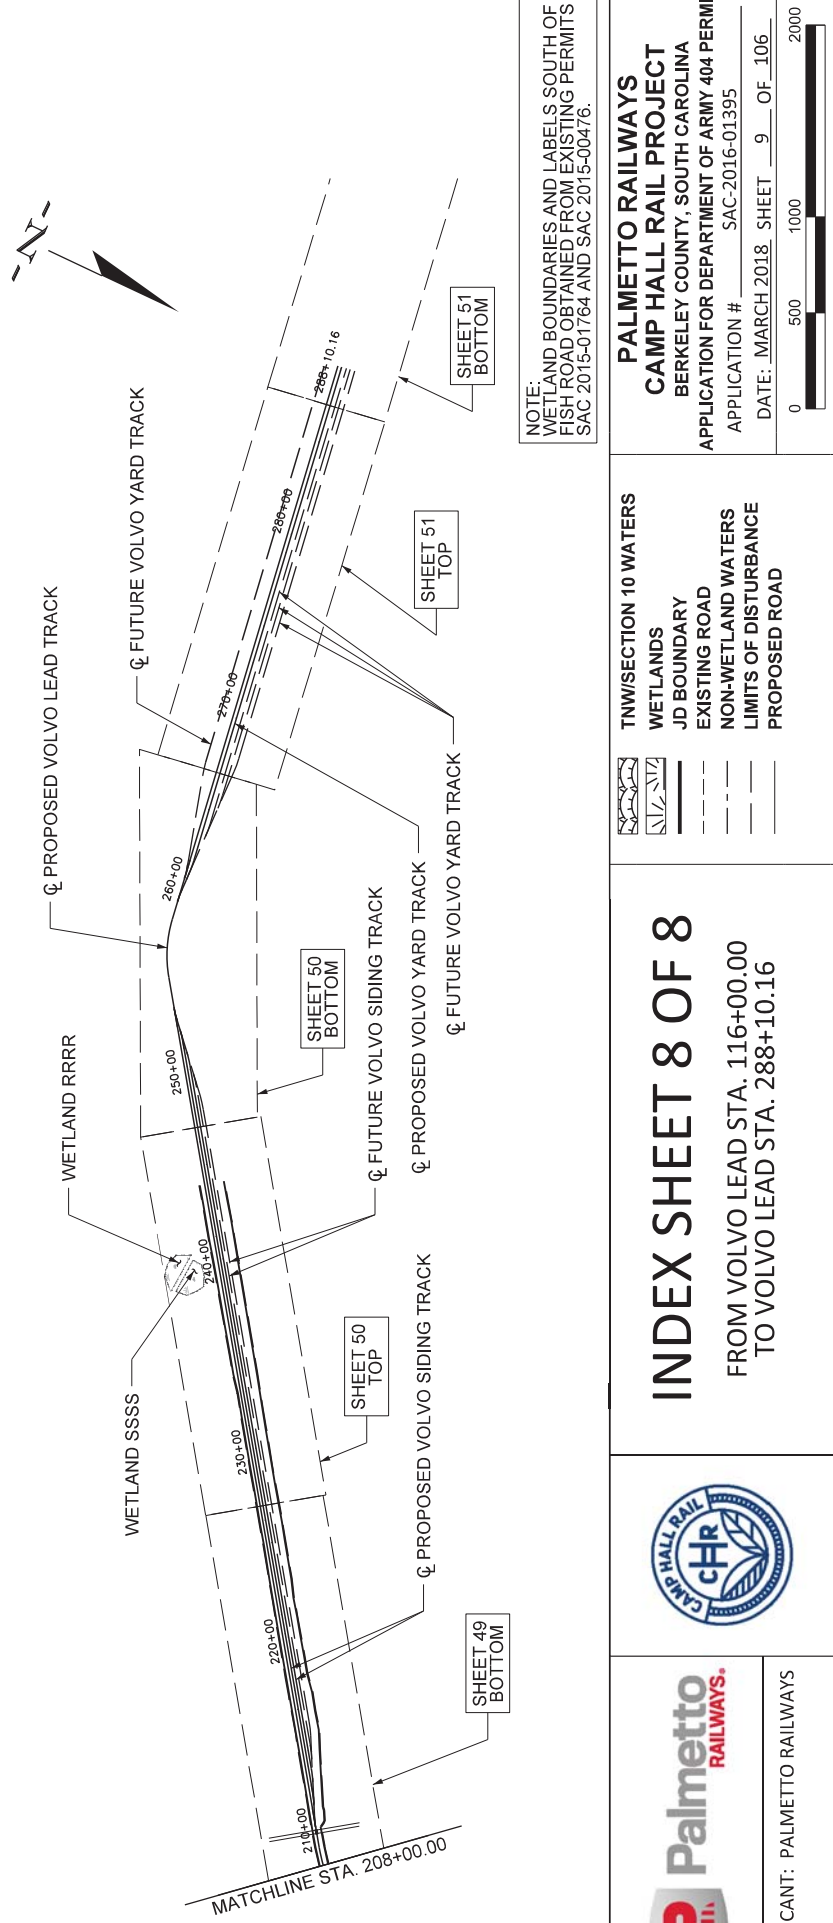 -N-
℄ PROPOSED VOLVO LEAD TRACK
℄ FUTURE VOLVO YARD TRACK
WETLAND RRRR
WETLAND SSSS
MATCHLINE STA. 208+00.00
210+00
220+00
230+00
240+00
250+00
260+00
270+00
280+00
288+10.16
SHEET 49
BOTTOM
SHEET 50
TOP
SHEET 50
BOTTOM
SHEET 51
TOP
SHEET 51
BOTTOM
℄ PROPOSED VOLVO SIDING TRACK
℄ FUTURE VOLVO SIDING TRACK
℄ PROPOSED VOLVO YARD TRACK
℄ FUTURE VOLVO YARD TRACK
NOTE:
WETLAND BOUNDARIES AND LABELS SOUTH OF
FISH ROAD OBTAINED FROM EXISTING PERMITS
SAC 2015-01764 AND SAC 2015-00476.
Palmetto
RAILWAYS.
CANT: PALMETTO RAILWAYS
CAMP HALL RAIL
CHR
INDEX SHEET 8 OF 8
FROM VOLVO LEAD STA. 116+00.00
TO VOLVO LEAD STA. 288+10.16
TNW/SECTION 10 WATERS
WETLANDS
JD BOUNDARY
EXISTING ROAD
NON-WETLAND WATERS
LIMITS OF DISTURBANCE
PROPOSED ROAD
PALMETTO RAILWAYS
CAMP HALL RAIL PROJECT
BERKELEY COUNTY, SOUTH CAROLINA
APPLICATION FOR DEPARTMENT OF ARMY 404 PERM
APPLICATION # SAC-2016-01395
DATE: MARCH 2018 SHEET 9 OF 106
0 500 1000 2000